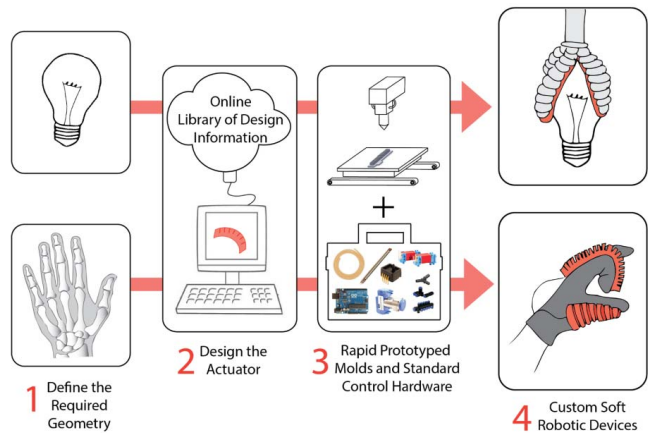 Online
Library of Design
Information
1 Define the
Required
Geometry
2 Design the
Actuator
3 Rapid Prototyped
Molds and Standard
Control Hardware
+
4 Custom Soft
Robotic Devices